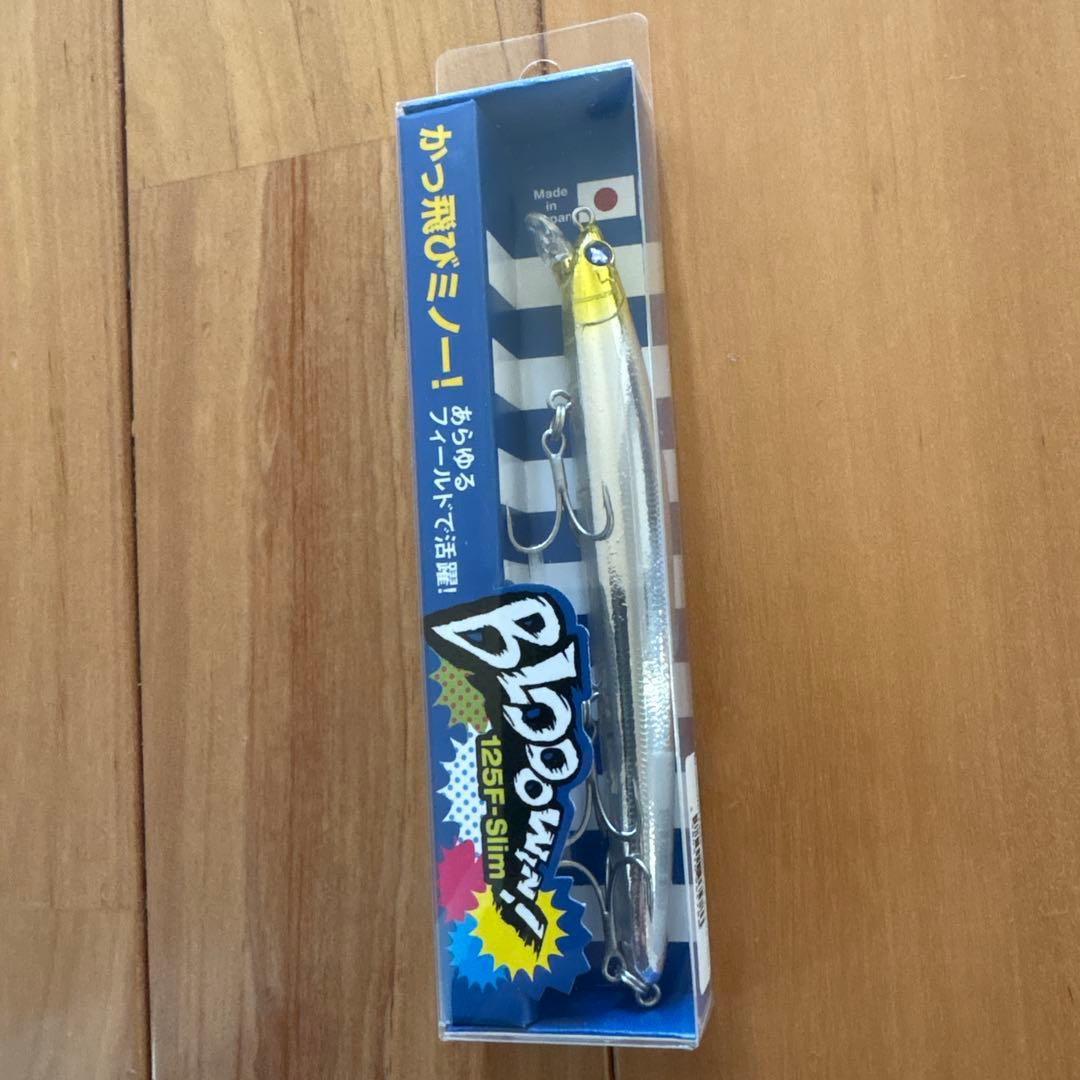 かっ飛びミノー!
あらゆる
フィールドで活躍!
BLOOOWIN!
125F-Slim
Made
in
Japan